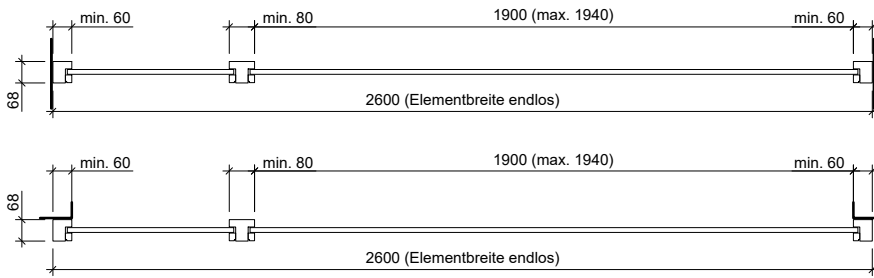 min. 60 min. 80 1900 (max. 1940) min. 60
68
2600 (Elementbreite endlos)
min. 60 min. 80 1900 (max. 1940) min. 60
68
2600 (Elementbreite endlos)